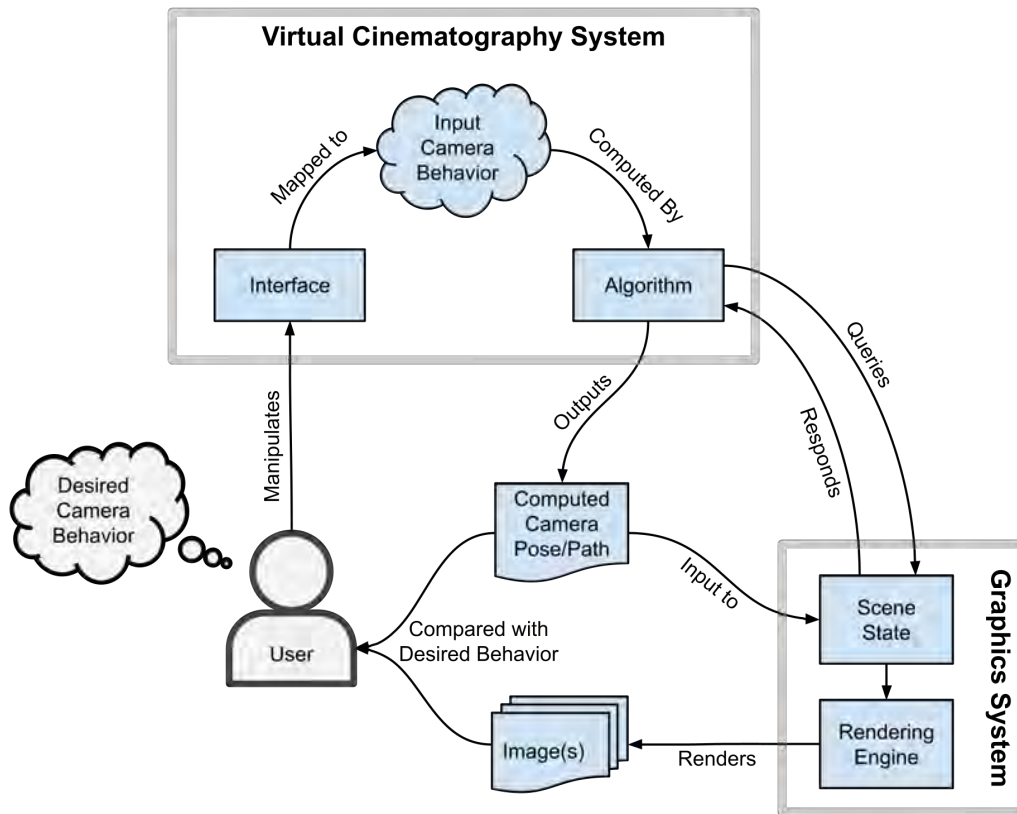 Virtual Cinematography System
Input
Camera
Behavior
Mapped to
Computed By
Interface
Algorithm
Queries
Responds
Manipulates
Outputs
Desired
Camera
Behavior
Computed
Camera
Pose/Path
Input to
Graphics System
Scene
State
User
Compared with
Desired Behavior
Rendering
Engine
Image(s)
Renders